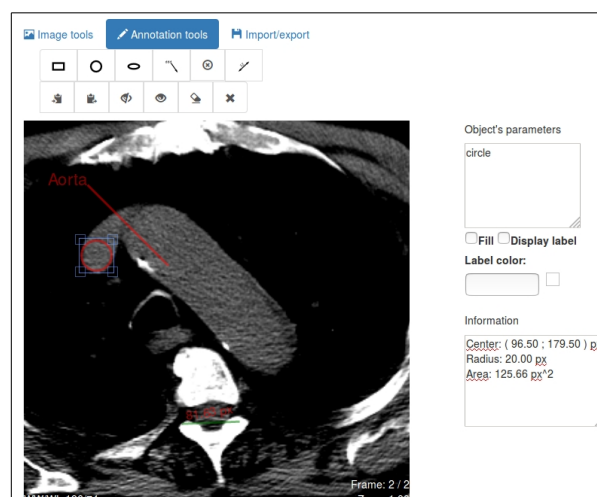 Image tools Annotation tools Import/export
Object's parameters
circle
Aorta
Fill Display label
Label color:
Information
Center: ( 96.50 ; 179.50 ) p
Radius: 20.00 px
Area: 125.66 px^2
Frame: 2 / 2